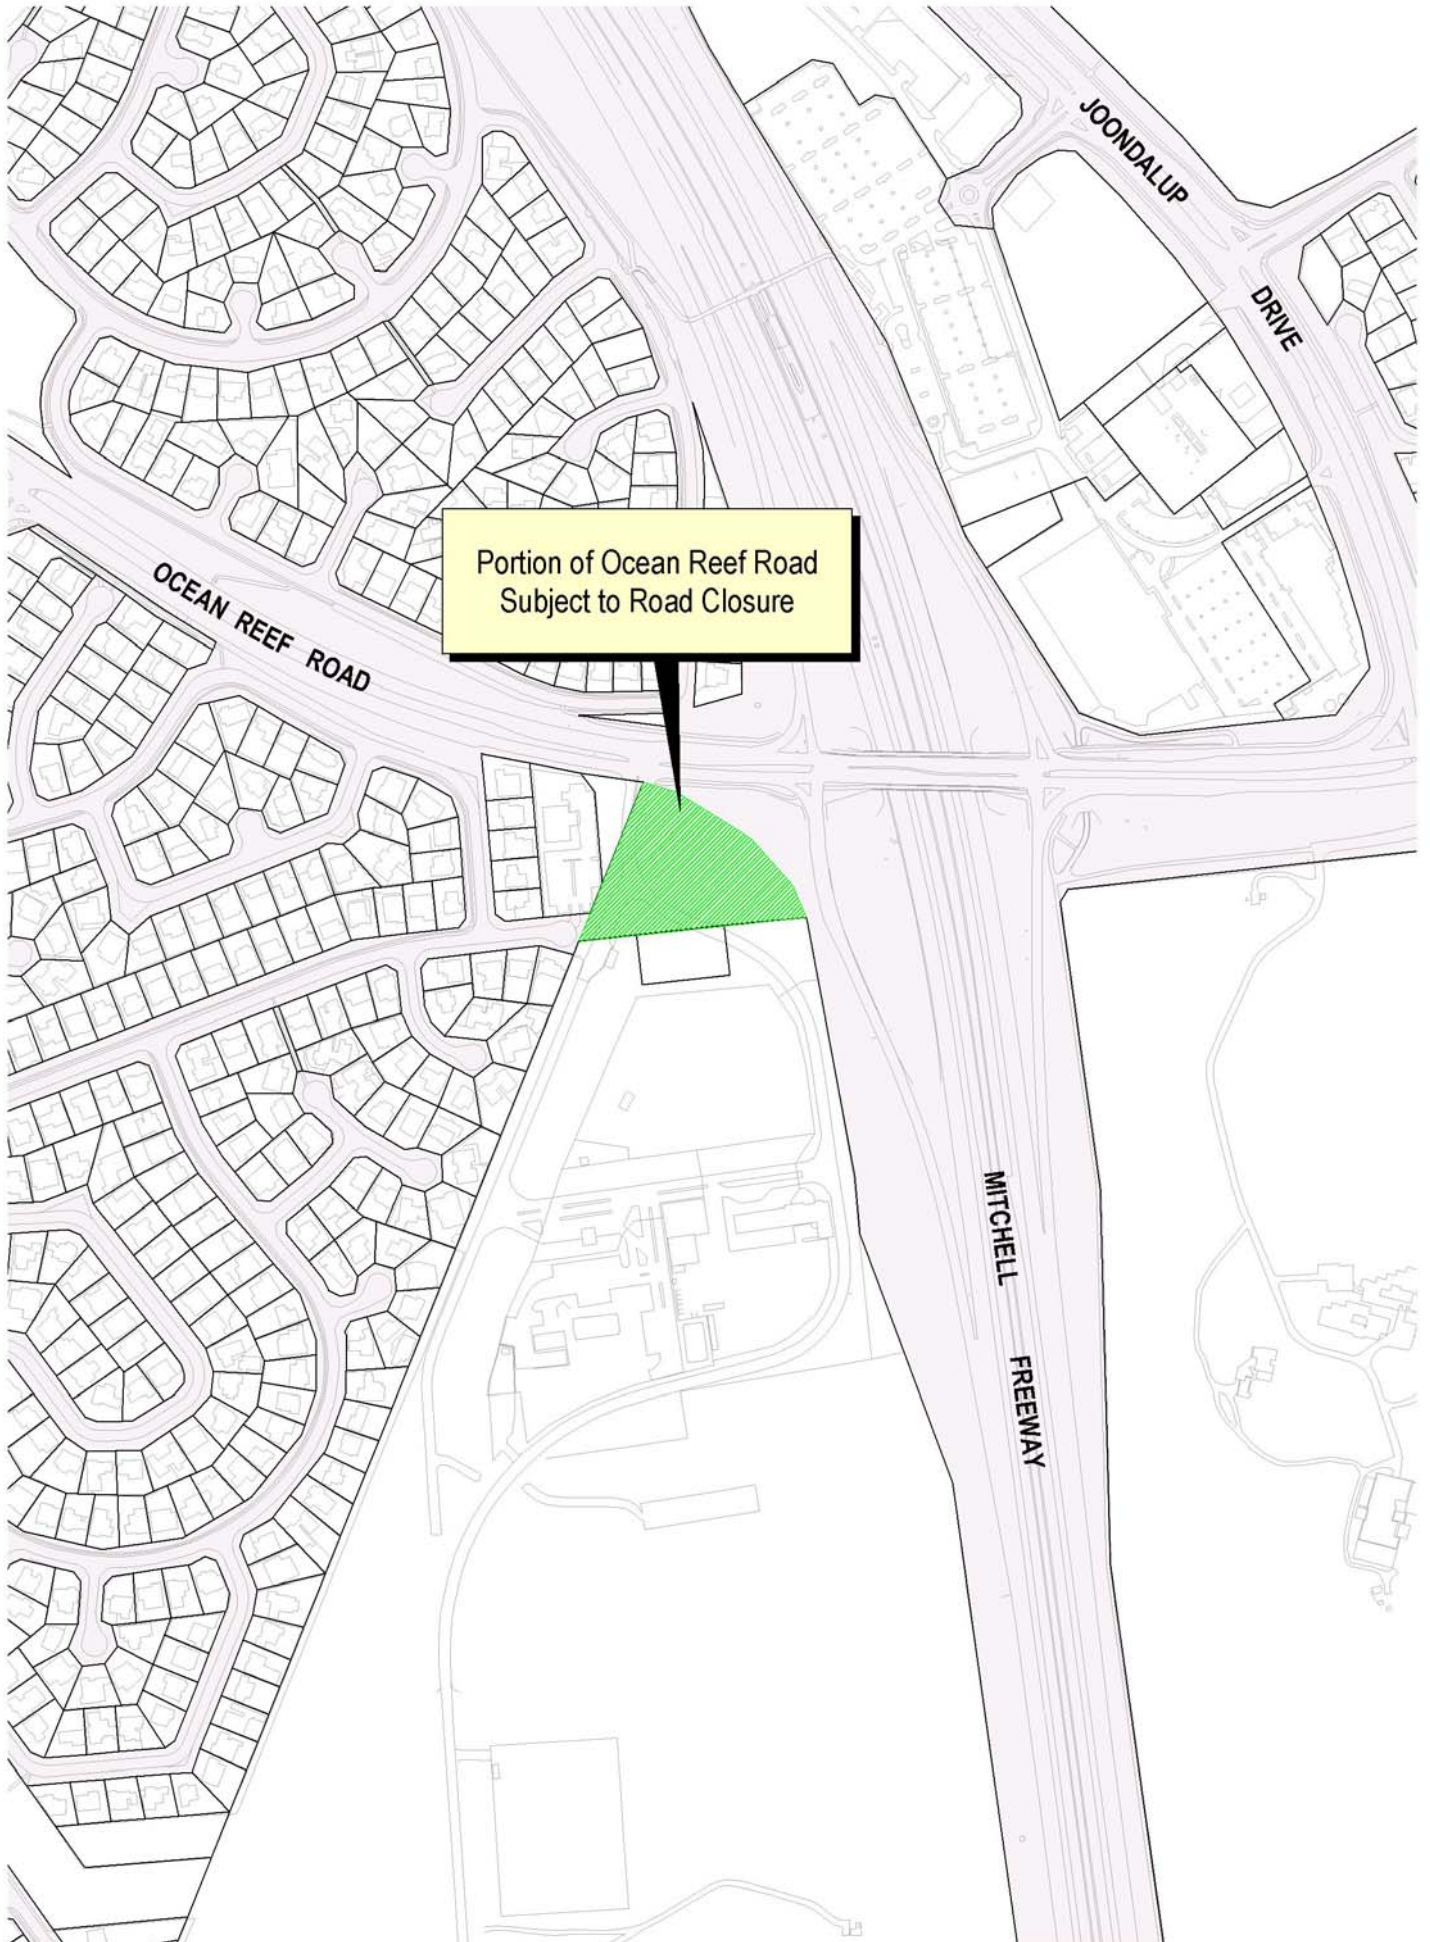 JOONDALUP
DRIVE
Portion of Ocean Reef Road
Subject to Road Closure
OCEAN REEF ROAD
MITCHELL
FREEWAY